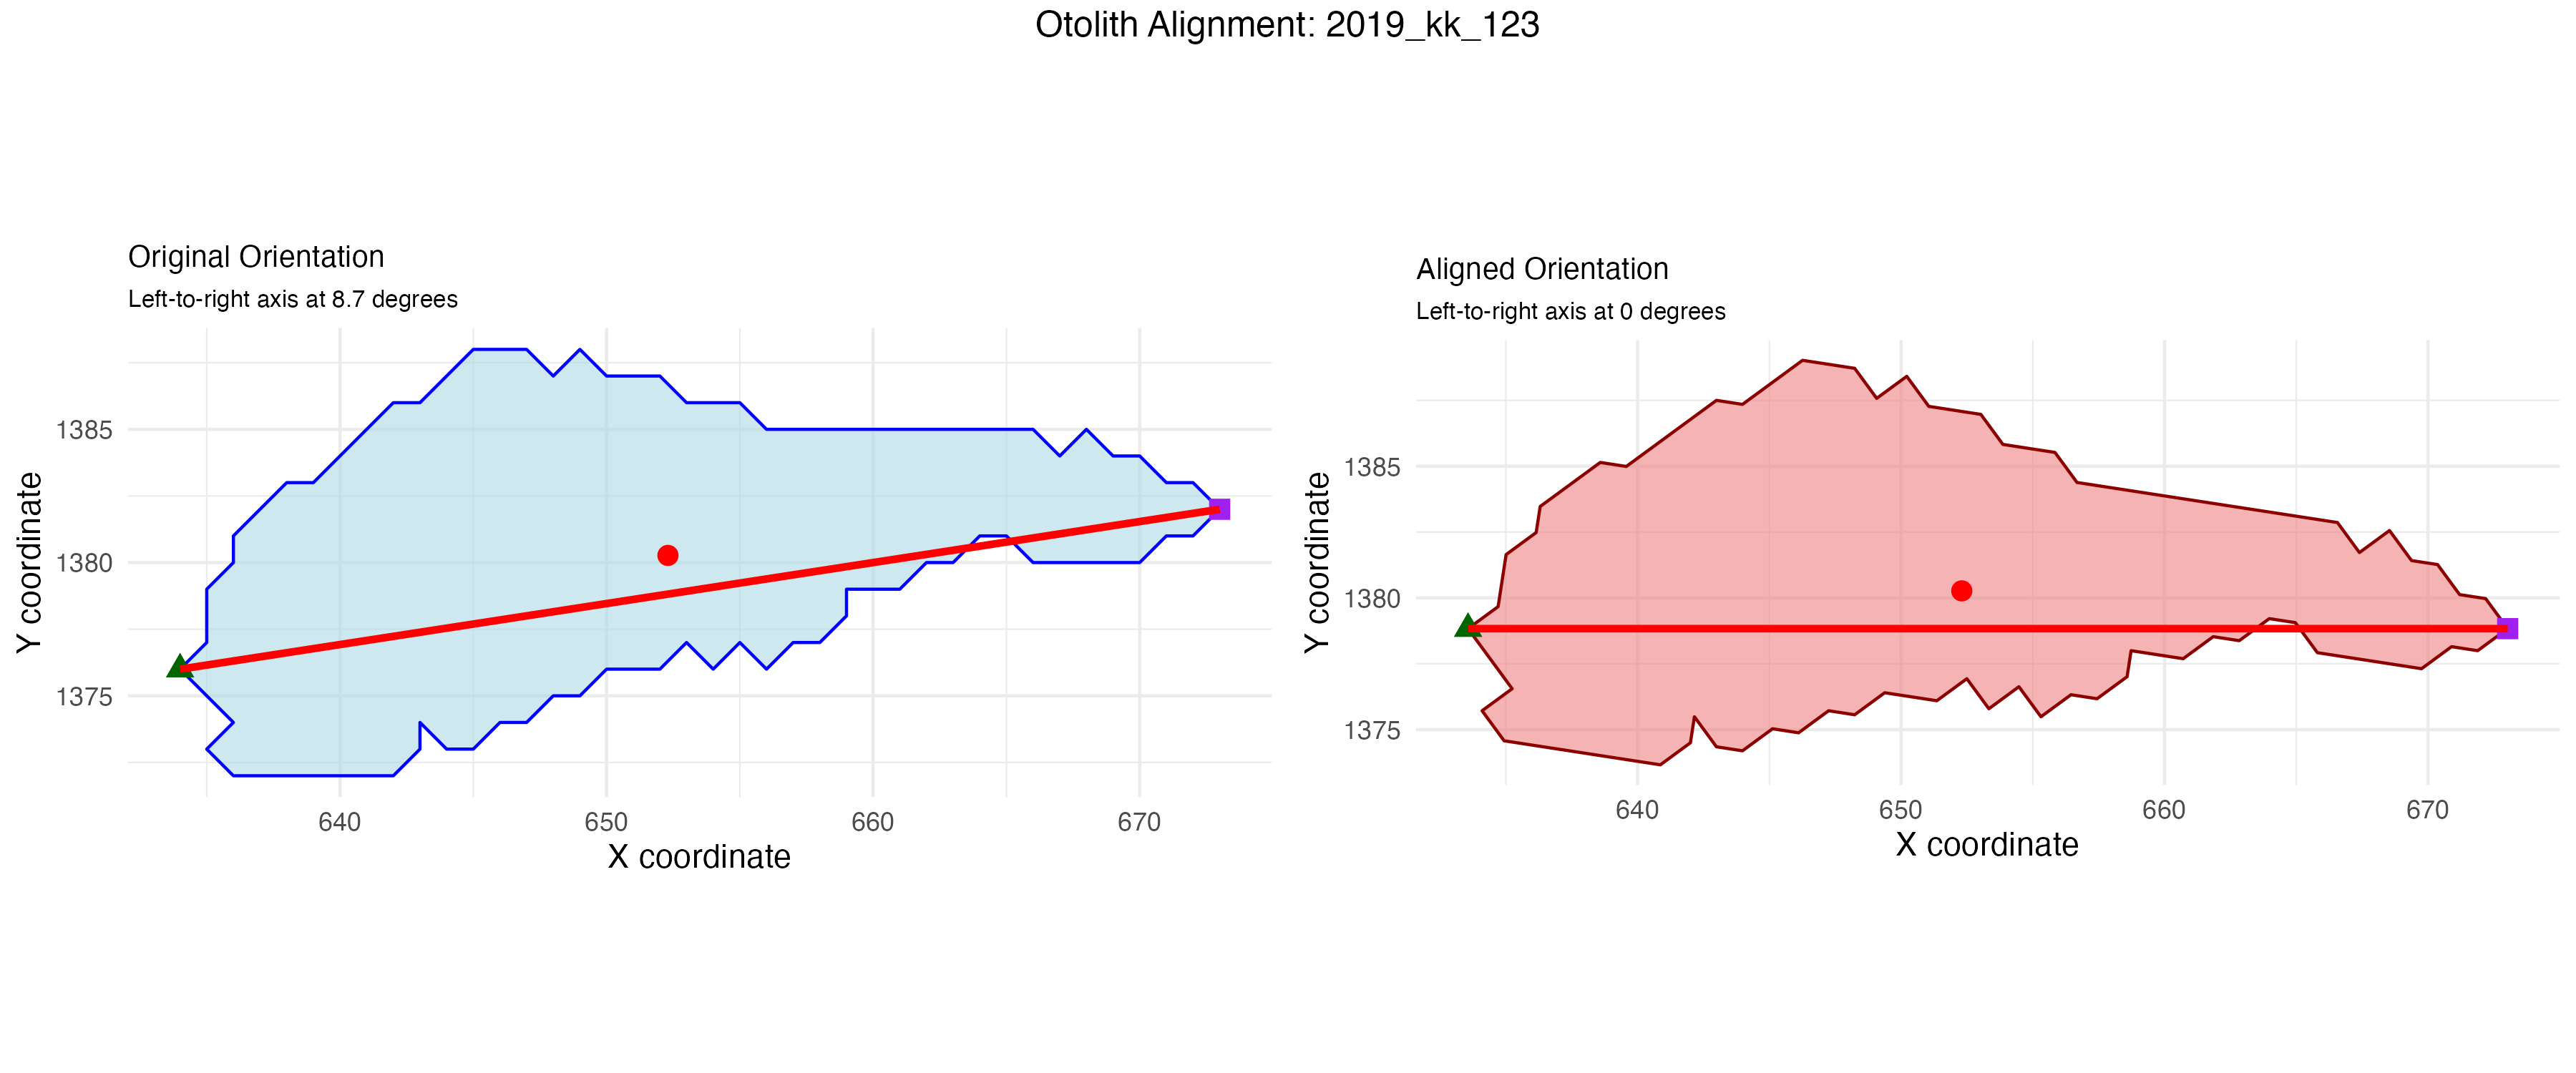 Otolith Alignment: 2019_kk_123
Original Orientation
Left-to-right axis at 8.7 degrees
Y coordinate
1385
1380
1375
640 650 660 670
X coordinate
Aligned Orientation
Left-to-right axis at 0 degrees
Y coordinate
1385
1380
1375
640 650 660 670
X coordinate